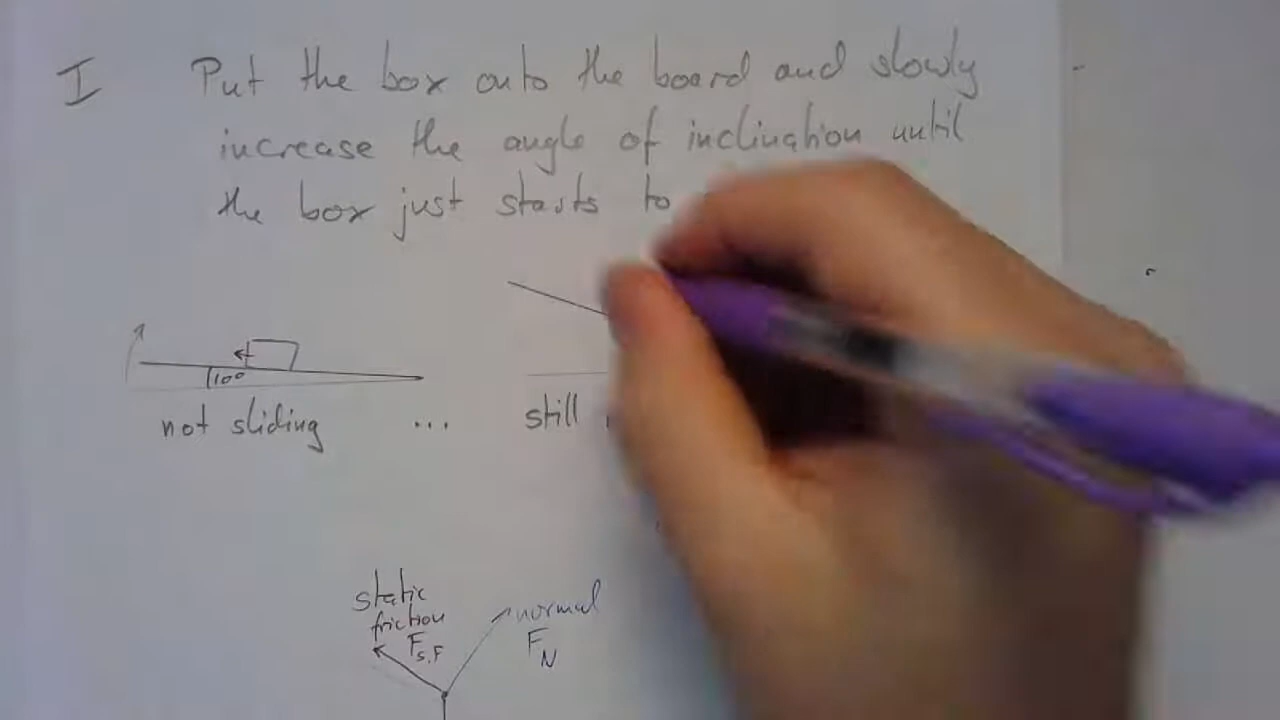 I Put the box onto the board and slowly
increase the angle of inclination until
the box just starts to
10°
not sliding ... still
static
friction
F_S.F
normal
F_N